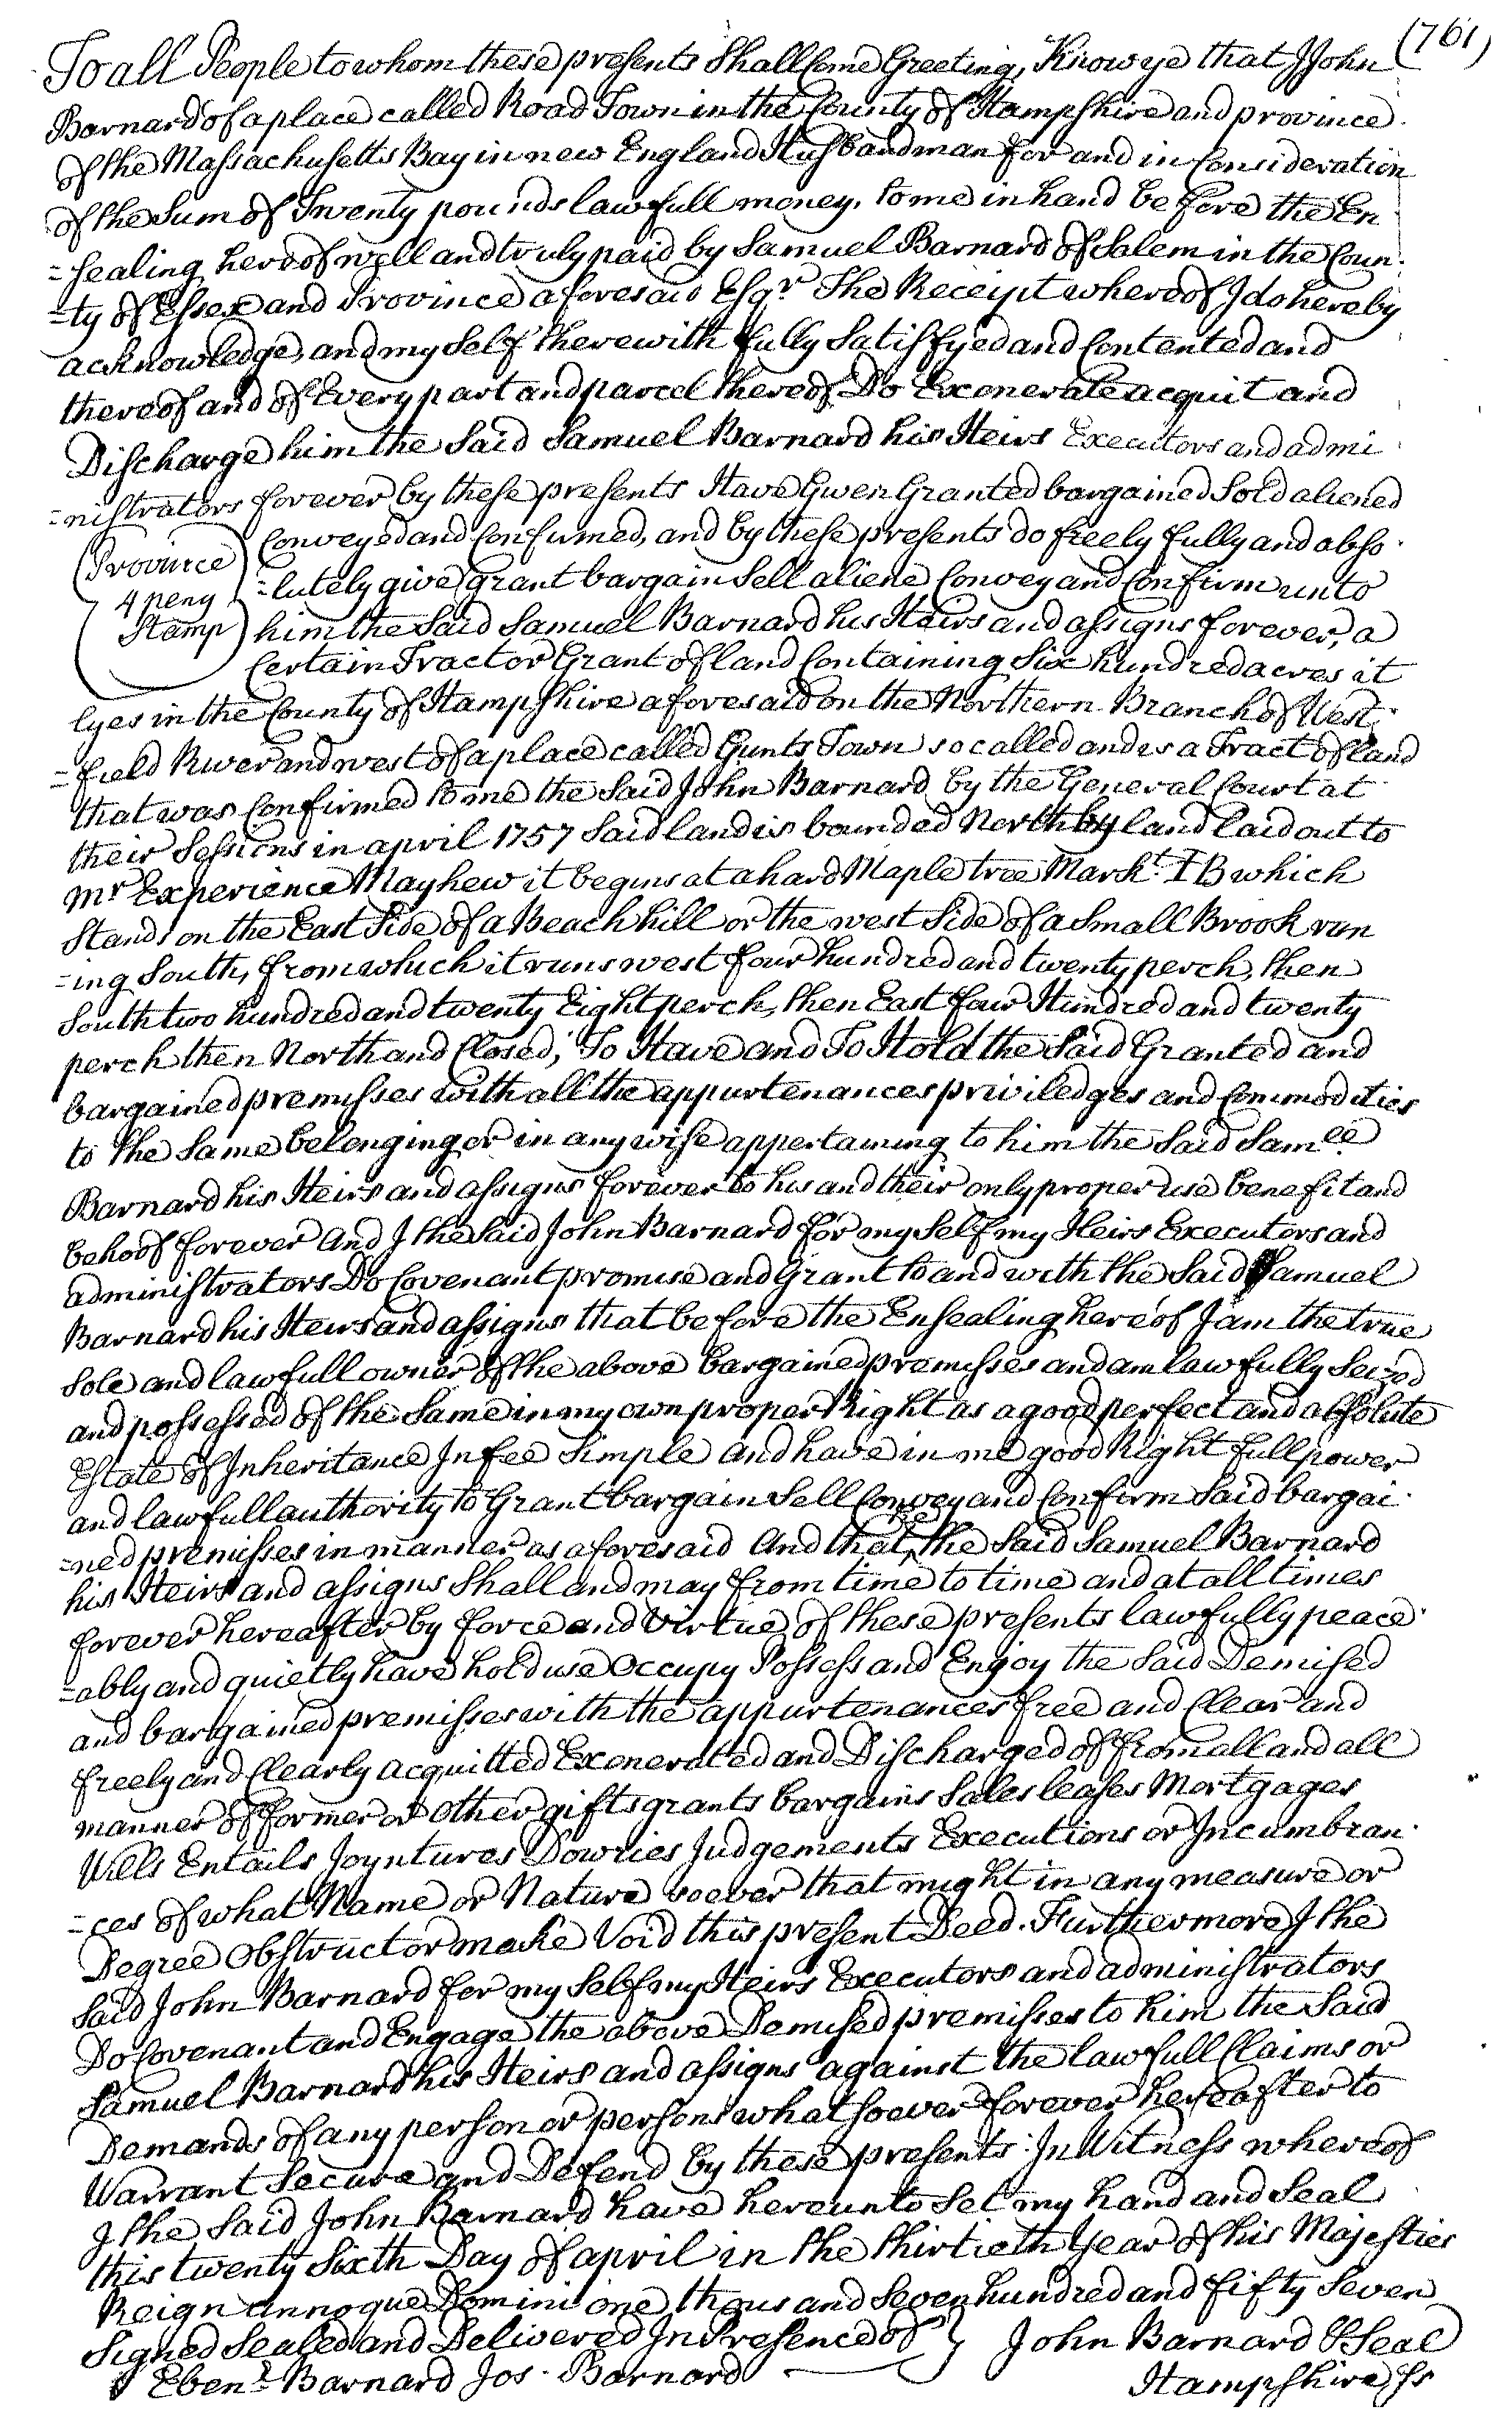 (761)
To all People to whom these presents Shall Come Greeting, Know ye that I John
Barnard of a place called Road Town in the County of Hampshire and province
of the Massachusetts Bay in new England Husbandman for and in Consideration
of the Sum of Twenty pounds lawfull money, to me in hand before the En
=sealing hereof well and truly paid by Samuel Barnard of Salem in the Coun
=ty of Essex and Province aforesaid Esqr The Receipt whereof I do hereby
acknowledge, and my Self therewith fully Satisfyed and Contented and
thereof and of Every part and parcel thereof Do Exonerate acquit and
Discharge him the Said Samuel Barnard his Heirs Executors and admi
=nistrators forever by these presents Have Given Granted bargained Sold aliened
(Province Conveyed and Confirmed, and by these presents do freely fully and abso
4 peny =lutely give grant bargain Sell aliene Convey and Confirm unto
Stamp) him the Said Samuel Barnard his Heirs and assigns forever, a
Certain Tract or Grant of land Containing Six hundred acres it
lyes in the County of Hampshire aforesaid on the Northern Branch of West
=field River and west of a place called Gunts Town so called and is a Tract of land
that was Confirmed to me the Said John Barnard by the General Court at
their Sessions in april 1757 Said land is bounded North by land laid out to
mr Experience Mayhew it begins at a hard Maple tree Markt. I B which
Stands on the East Side of a Beach hill or the west Side of a Small Brook run
=ing South, from which it runs west four hundred and twenty perch, then
South two hundred and twenty Eight perch, then East four Hundred and twenty
perch then North and Closed; To Have and To Hold the Said Granted and
bargained premisses with all the appurtenances priviledges and Commodities
to the Same belonging or in any wise appertaining to him the Said Samll
Barnard his Heirs and assigns forever to his and their only proper use benefit and
behoof forever And I the Said John Barnard for my Self my Heirs Executors and
administrators Do Covenant promise and Grant to and with the Said Samuel
Barnard his Heirs and assigns that before the Ensealing hereof I am the true
Sole and lawfull owner of the above bargained premisses and am lawfully Seized
and possessed of the Same in my own proper Right as a good perfect and absolute
Estate of Inheritance In fee Simple And have in me good Right full power
and lawfull authority to Grant bargain Sell Convey and Confirm Said bargai
=ned premisses in manner as aforesaid And that he the Said Samuel Barnard
his Heirs and assigns Shall and may from time to time and at all times
forever hereafter by force and Virtue of these presents lawfully peace
=ably and quietly have hold use Occupy Possess and Enjoy the Said Demised
and bargained premisses with the appurtenances free and Clear and
freely and Clearly acquitted Exonerated and Discharged of from all and all
manner of former or other gifts grants bargains Sales leases Mortgages
Wills Entails Joyntures Dowries Judgements Executions or Incumbran
=ces of what Name or Nature soever that might in any measure or
Degree Obstruct or make Void this present Deed. Furthermore I the
Said John Barnard for my Self my Heirs Executors and administrators
Do Covenant and Engage the above Demised premisses to him the Said
Samuel Barnard his Heirs and assigns against the lawfull Claims or
Demands of any person or persons whatsoever forever hereafter to
Warrant Secure and Defend by these presents. In Witness whereof
I the Said John Barnard have hereunto Set my hand and Seal
this twenty Sixth Day of april in the thirtieth Year of his Majesties
Reign annoque Domini one thousand Seven hundred and fifty Seven
Signed Sealed and Delivered In Presence of } John Barnard & Seal
Ebenr Barnard Jos. Barnard Hampshire ss